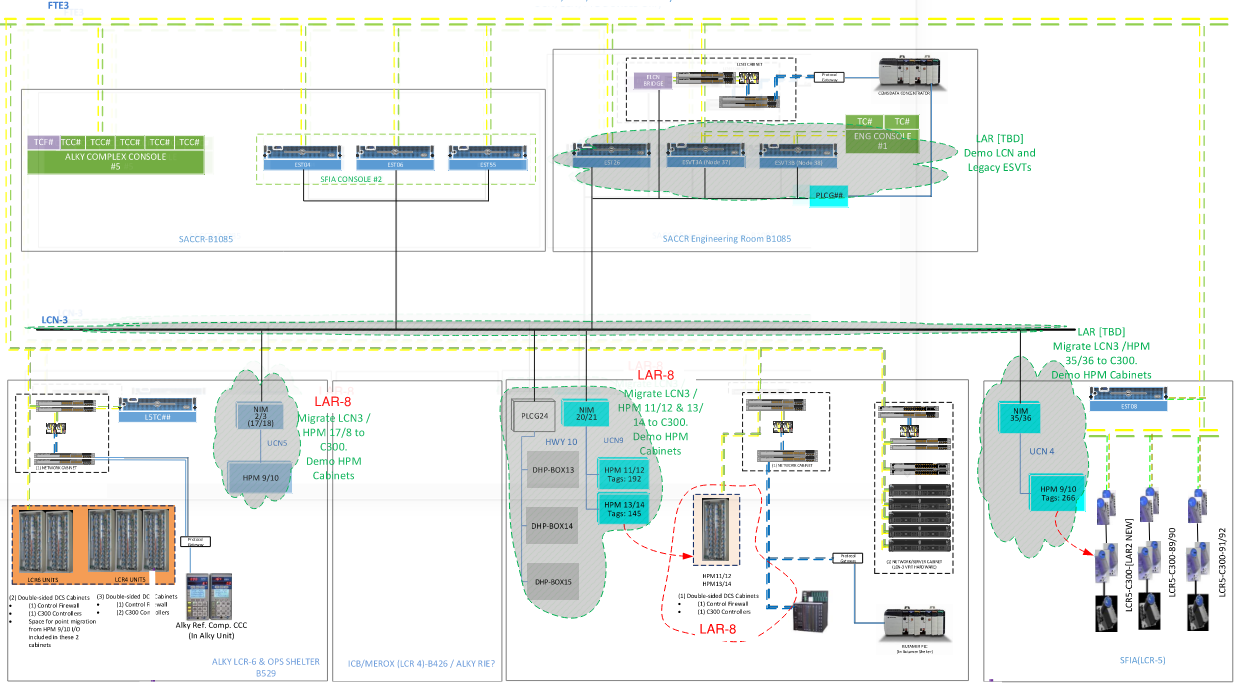 FTE3
LCN CABINET
ELCN
BRIDGE
Protocol
Gateway
TCF#
TCC#
TCC#
TCC#
TCC#
TCC#
ALKY COMPLEX CONSOLE
#5
EST04
EST06
EST55
SFIA CONSOLE #2
EST26
ESVT3A (Node 37)
ESVT3B (Node 38)
TC#
TC#
ENG CONSOLE
#1
PLCG##
LAR [TBD]
Demo LCN and
Legacy ESVTs
SACCR-B1085
SACCR Engineering Room B1085
LCN-3
LAR [TBD]
Migrate LCN3 /HPM
35/36 to C300.
Demo HPM Cabinets
LSTC##
(1) NETWORK CABINET
NIM
2/3
(17/18)
UCN5
HPM 9/10
LAR-8
Migrate LCN3 /
HPM 17/8 to
C300.
Demo HPM
Cabinets
LCR6 UNITS
LCR4 UNITS
Protocol
Gateway
(2) Double-sided DCS Cabinets
(1) Control Firewall
(1) C300 Controllers
Space for point migration
from HPM 9/10 I/O
included in these 2
cabinets
Alky Ref. Comp. CCC
(In Alky Unit)
ALKY LCR-6 & OPS SHELTER
B529
ICB/MEROX (LCR 4)-B426 / ALKY RIE?
PLCG24
NIM
20/21
HWY 10
UCN9
DHP-BOX13
DHP-BOX14
DHP-BOX15
HPM 11/12
Tags: 192
HPM 13/14
Tags: 145
LAR-8
Migrate LCN3 /
HPM 11/12 & 13/
14 to C300.
Demo HPM
Cabinets
HPM11/12
HPM13/14
(1) Double-sided DCS Cabinets
(1) Control Firewall
(1) C300 Controllers
LAR-8
(1) NETWORK CABINET
Protocol
Gateway
NIM
35/36
UCN 4
HPM 9/10
Tags: 266
EST08
LCR5-C300-[LAR2 NEW]
LCR5-C300-89/90
LCR5-C300-91/92
SFIA(LCR-5)